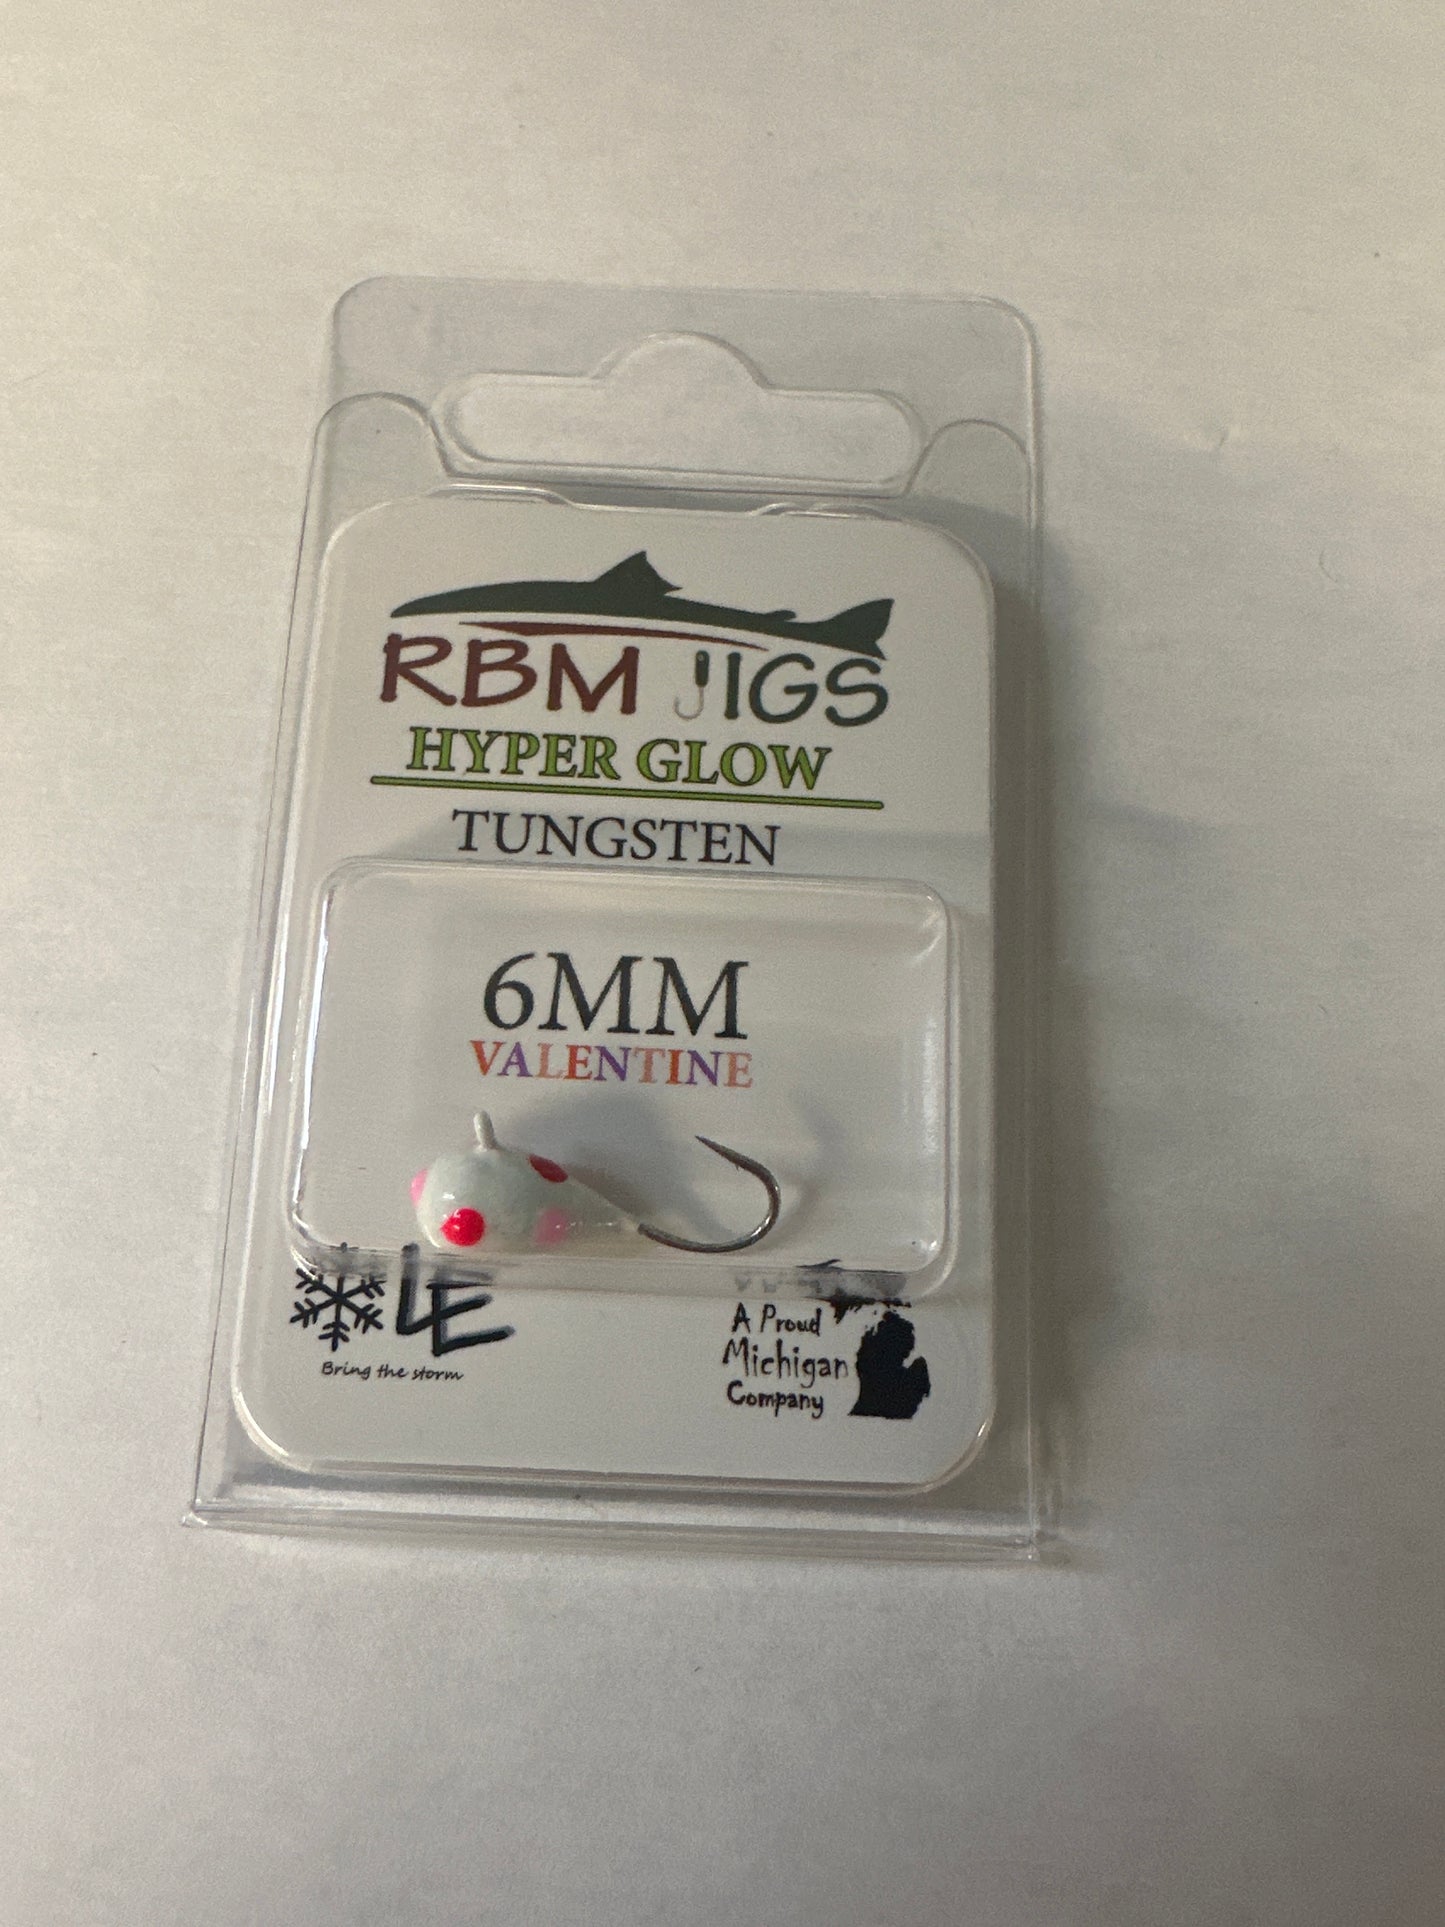 RBM JIGS
HYPER GLOW
TUNGSTEN
6MM
VALENTINE
LE
Bring the storm
A Proud
Michigan
Company